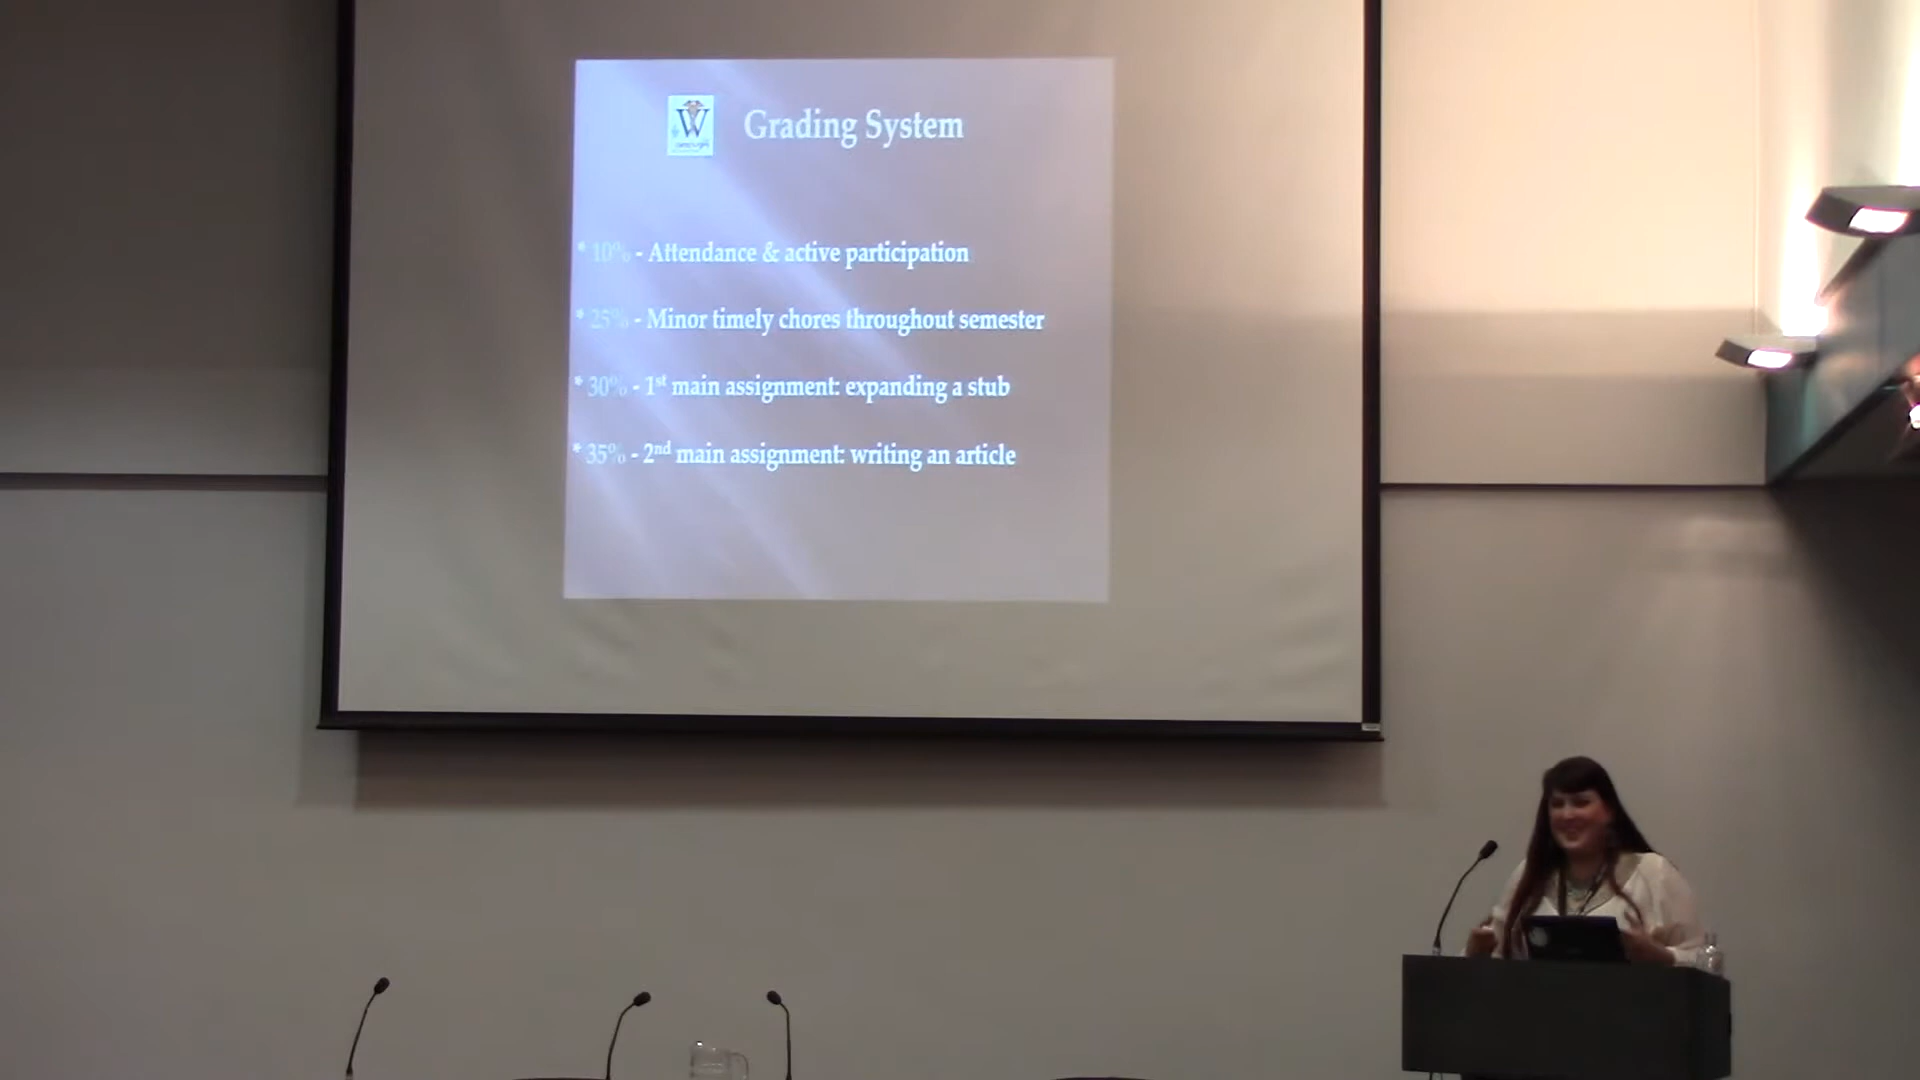 W
Grading System
* 10% - Attendance & active participation
* 25% - Minor timely chores throughout semester
* 30% - 1st main assignment: expanding a stub
* 35% - 2nd main assignment: writing an article